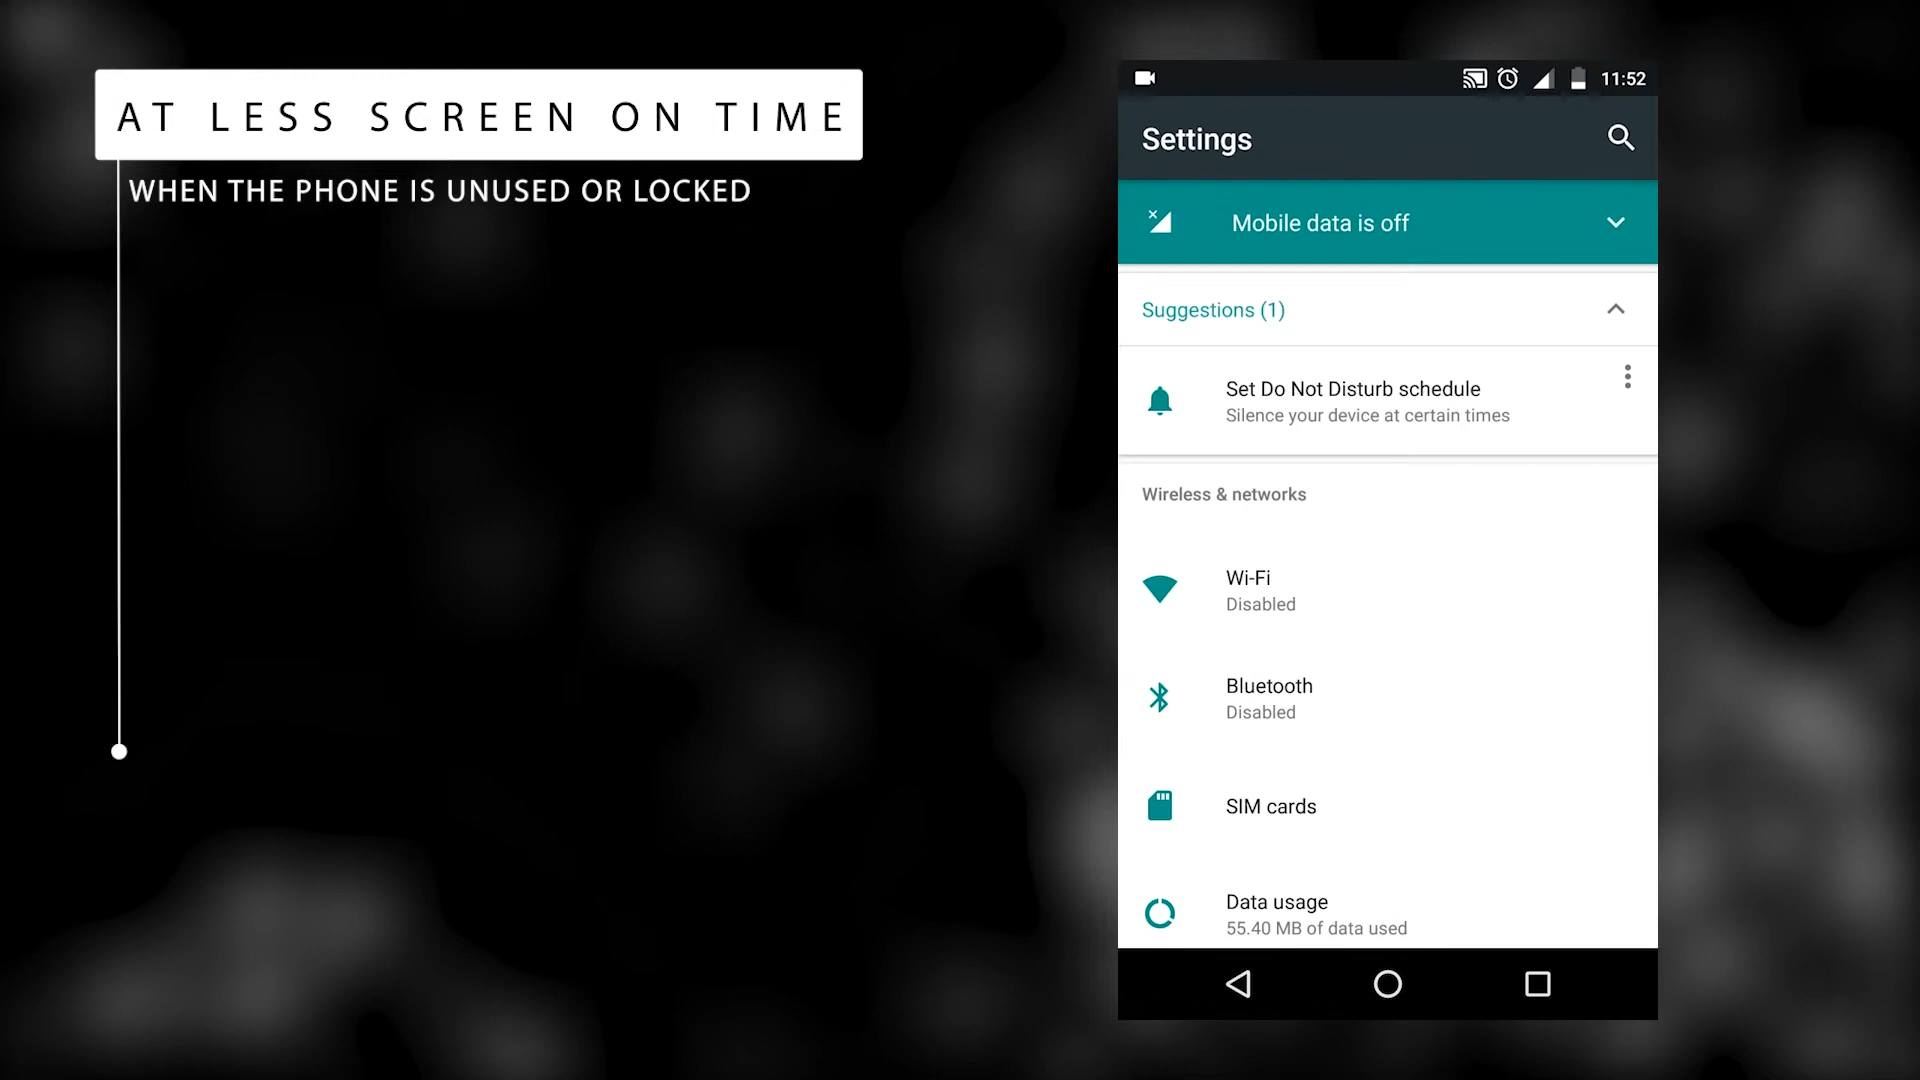 AT LESS SCREEN ON TIME
WHEN THE PHONE IS UNUSED OR LOCKED
11:52
Settings
Mobile data is off
Suggestions (1)
Set Do Not Disturb schedule
Silence your device at certain times
Wireless & networks
Wi-Fi
Disabled
Bluetooth
Disabled
SIM cards
Data usage
55.40 MB of data used